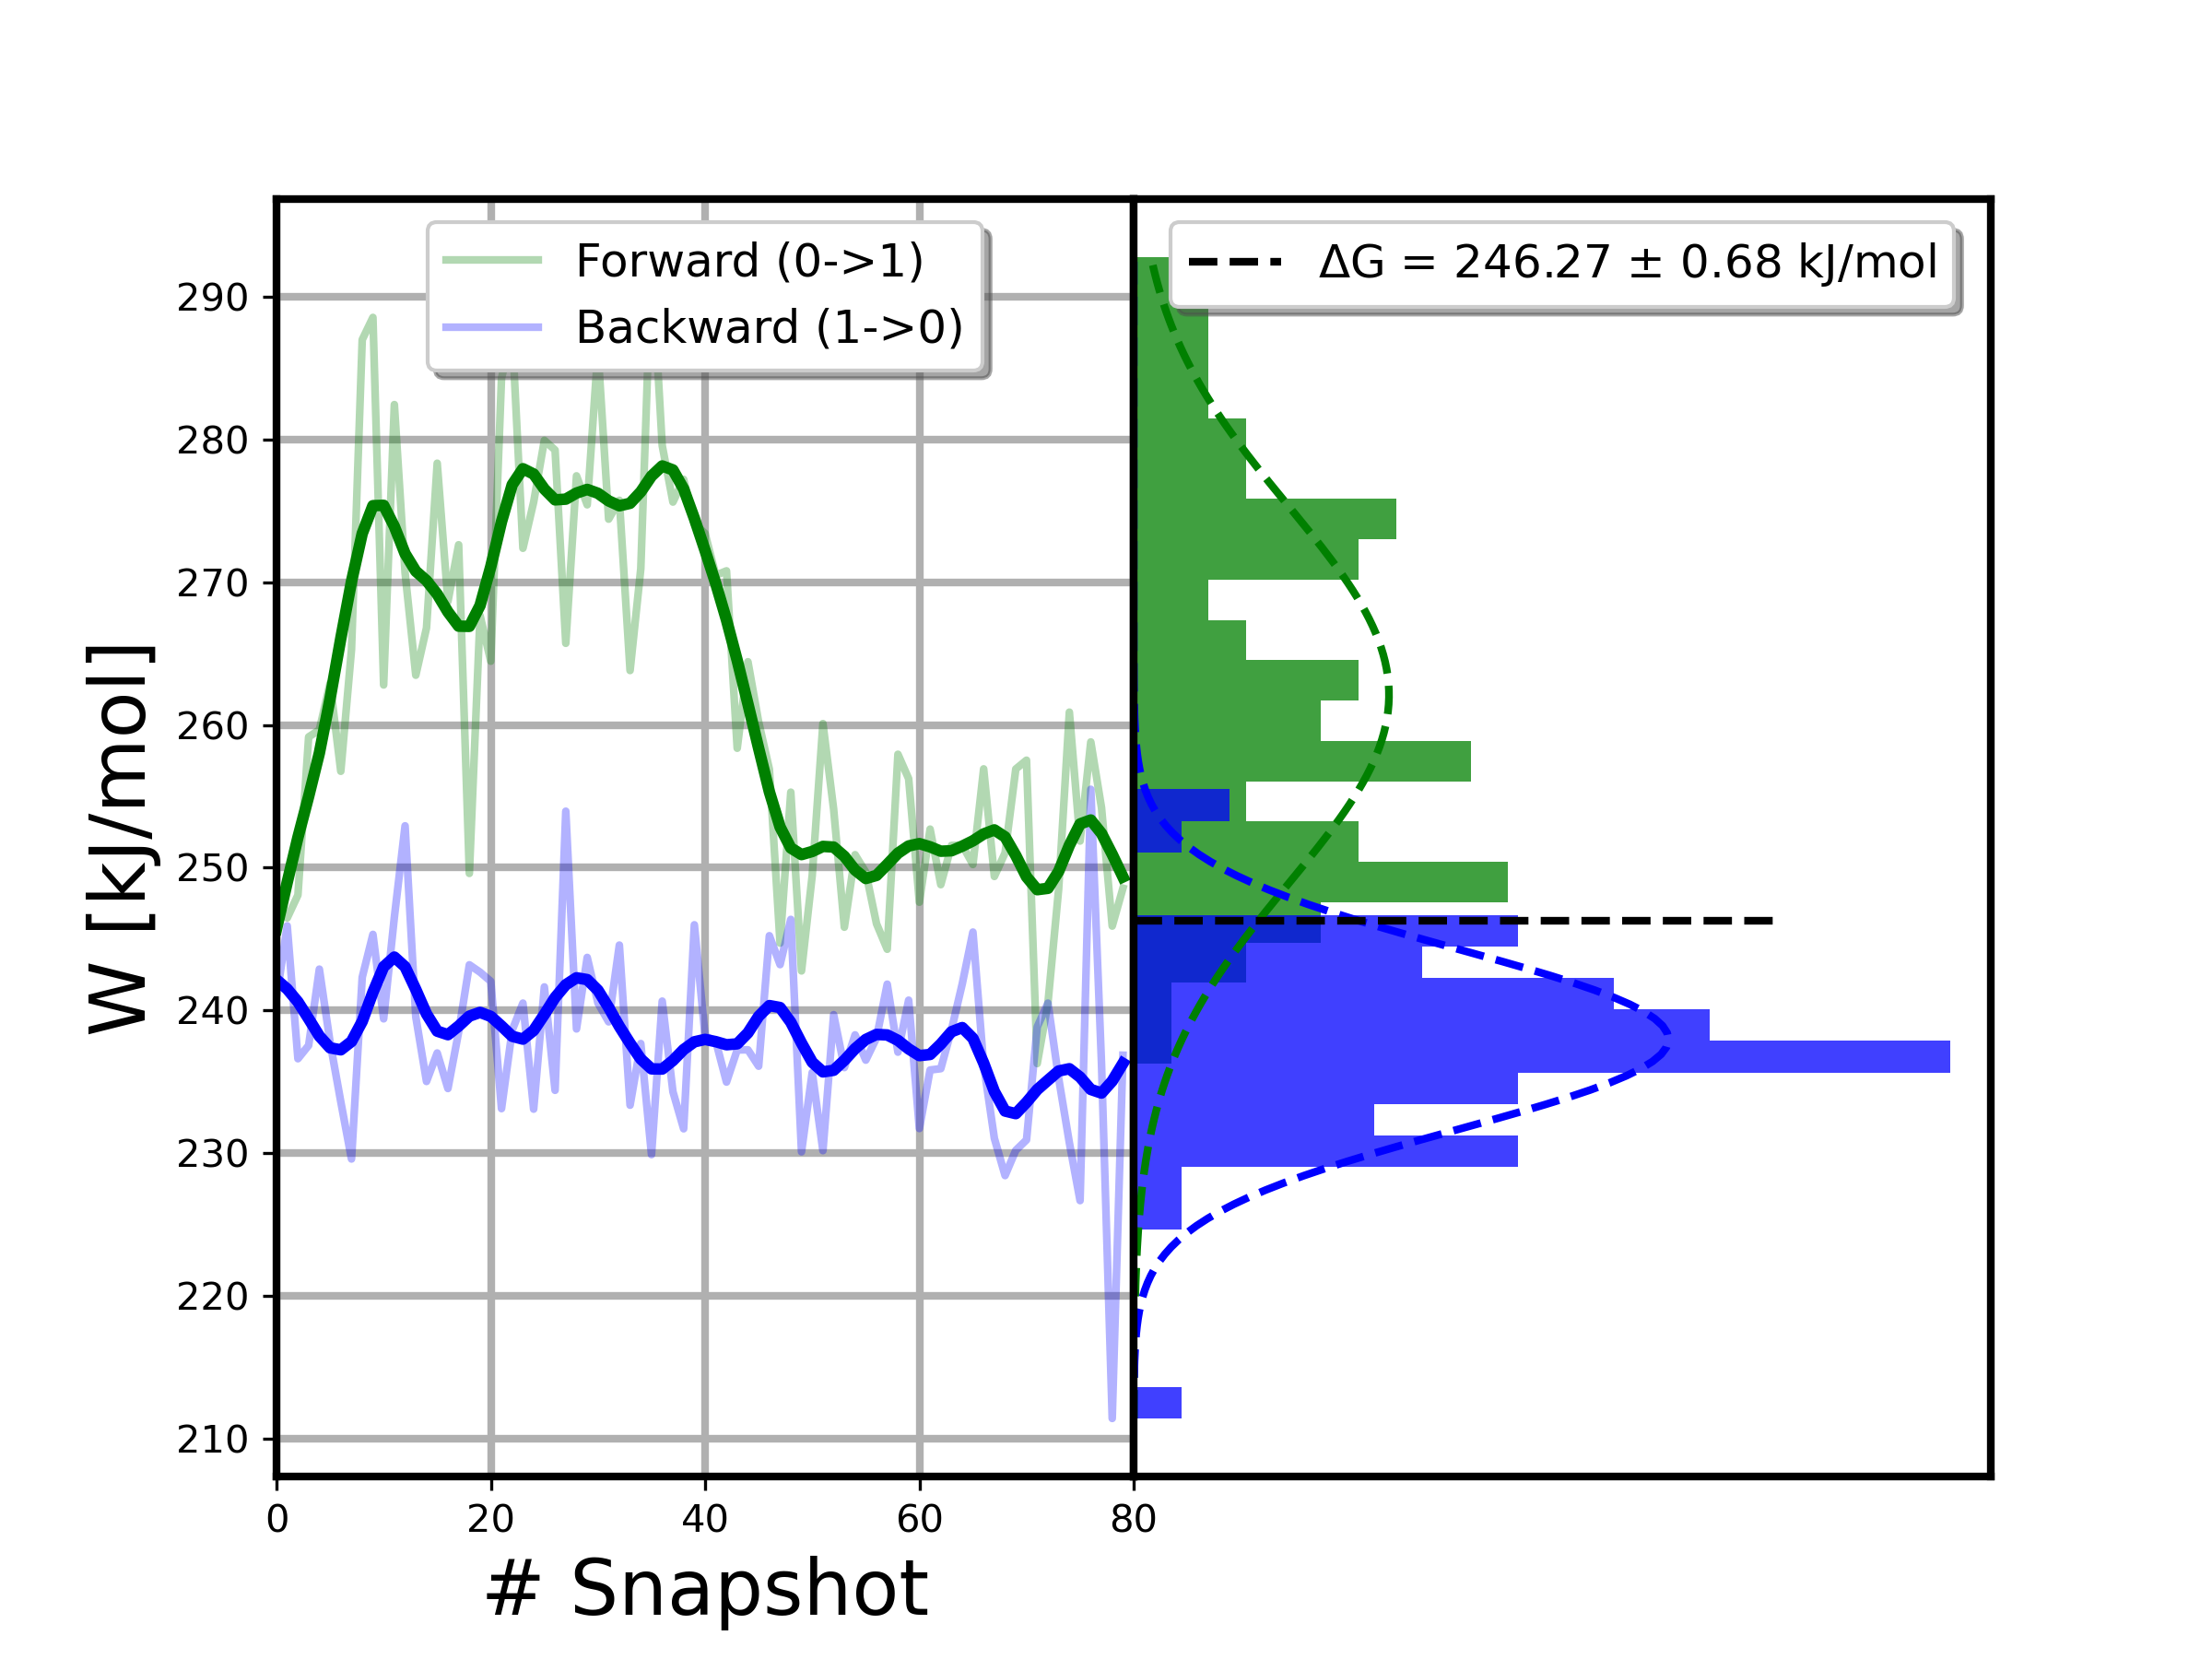 Forward (0->1)
Backward (1->0)
ΔG = 246.27 ± 0.68 kJ/mol
W [kJ/mol]
290
280
270
260
250
240
230
220
210
0 20 40 60 80
# Snapshot